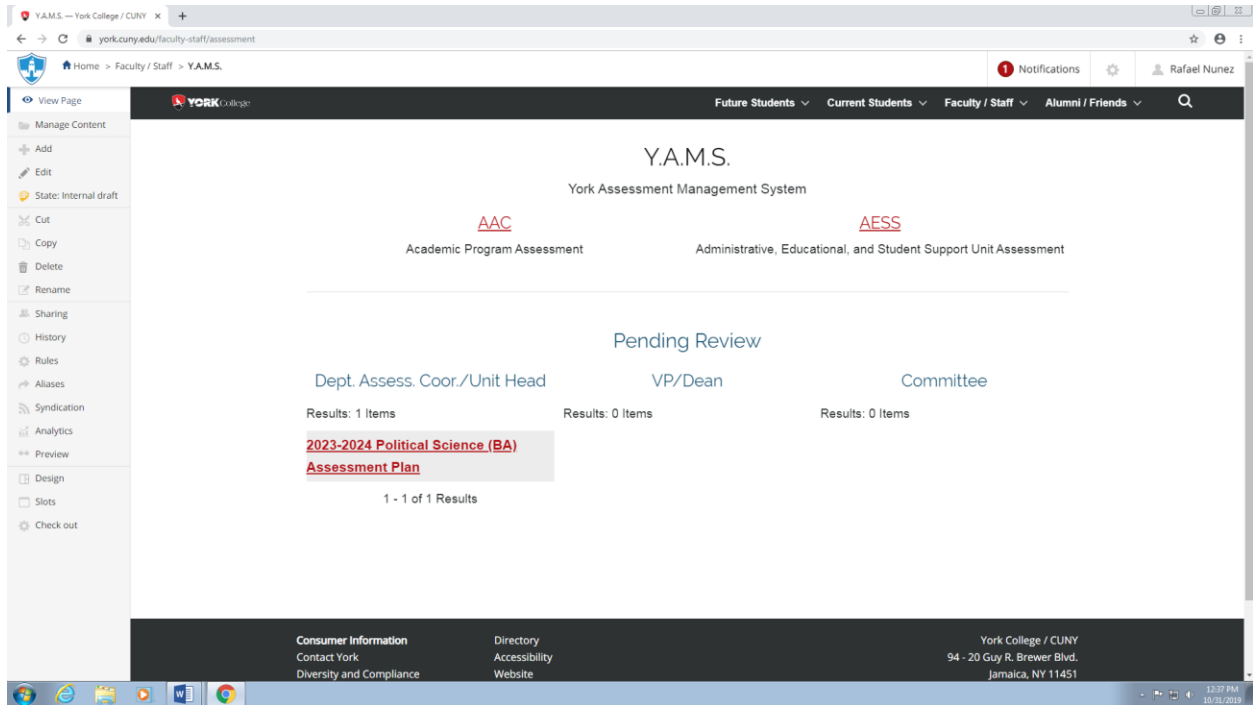 Y.A.M.S. — York College / CUNY
york.cuny.edu/faculty-staff/assessment
Home > Faculty / Staff > Y.A.M.S.
1 Notifications
Rafael Nunez
View Page
Manage Content
Add
Edit
State: Internal draft
Cut
Copy
Delete
Rename
Sharing
History
Rules
Aliases
Syndication
Analytics
Preview
Design
Slots
Check out
YORK College
Future Students
Current Students
Faculty / Staff
Alumni / Friends
Y.A.M.S.
York Assessment Management System
AAC
Academic Program Assessment
AESS
Administrative, Educational, and Student Support Unit Assessment
Pending Review
Dept. Assess. Coor./Unit Head
Results: 1 Items
2023-2024 Political Science (BA)
Assessment Plan
1 - 1 of 1 Results
VP/Dean
Results: 0 Items
Committee
Results: 0 Items
Consumer Information
Contact York
Diversity and Compliance
Directory
Accessibility
Website
York College / CUNY
94 - 20 Guy R. Brewer Blvd.
Jamaica, NY 11451
12:37 PM
10/31/2019